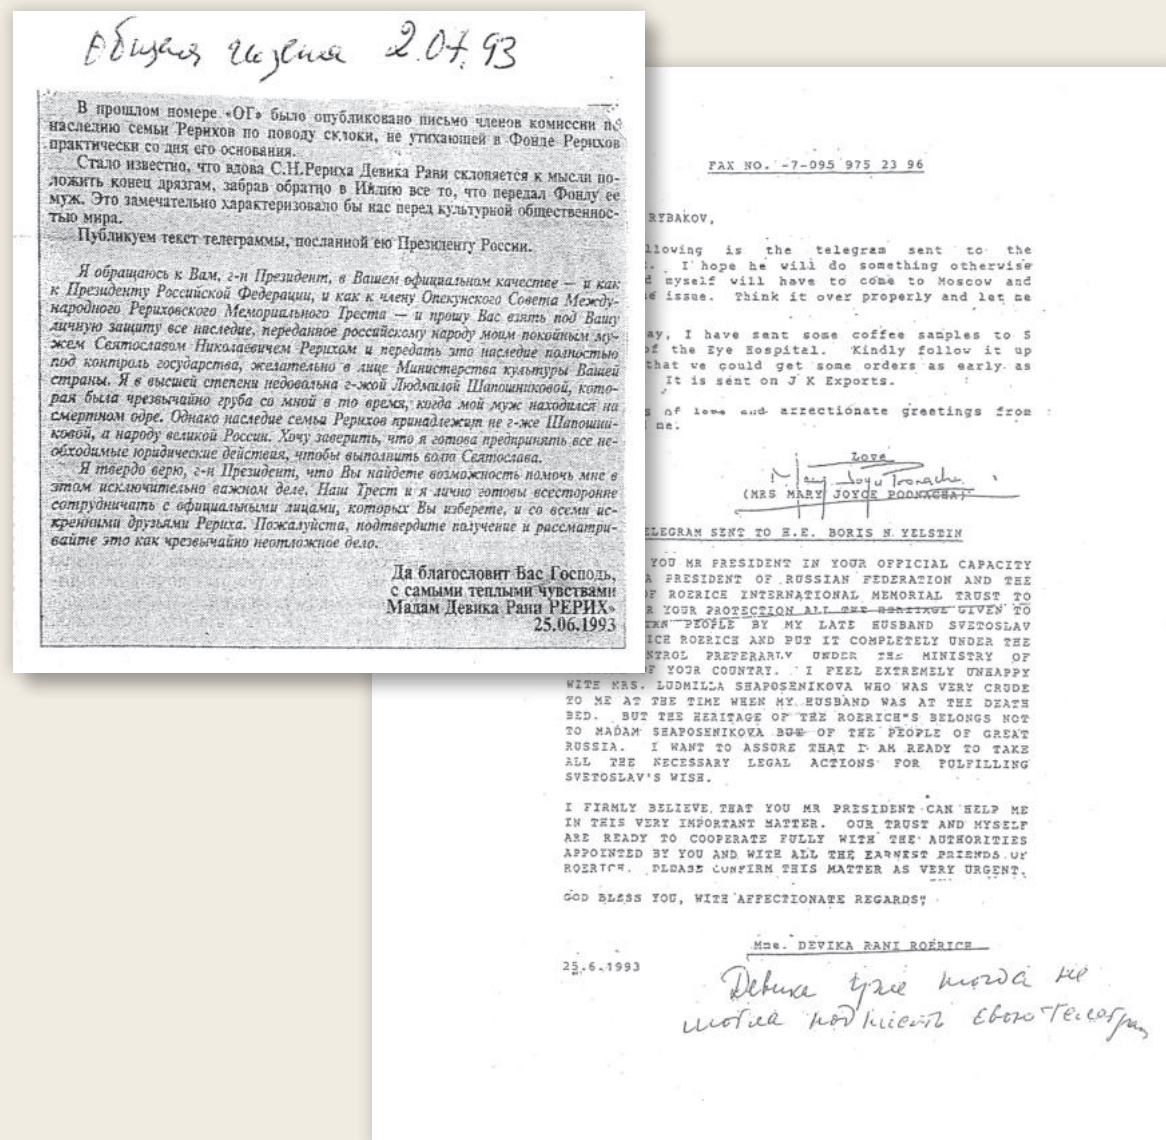 Общая газета 2.07.93
В прошлом номере «ОГ» было опубликовано письмо членов комиссии по
наследию семьи Рерихов по поводу склоки, не утихающей в Фонде Рерихов
практически со дня его основания.
Стало известно, что вдова С.Н.Рериха Девика Рани склоняется к мысли по-
ложить конец дрязгам, забрав обратно в Индию все то, что передал Фонду ее
муж. Это замечательно характеризовало бы нас перед культурной общественнос-
тью мира.
Публикуем текст телеграммы, посланной ею Президенту России.
Я обращаюсь к Вам, г-н Президент, в Вашем официальном качестве — и как
к Президенту Российской Федерации, и как к члену Опекунского Совета Между-
народного Рериховского Мемориального Треста — и прошу Вас взять под Вашу
личную защиту все наследие, переданное российскому народу моим покойным му-
жем Святославом Николаевичем Рерихом и передать это наследие полностью
под контроль государства, желательно в лице Министерства культуры Вашей
страны. Я в высшей степени недовольна г-жой Людмилой Шапошниковой, кото-
рая была чрезвычайно груба со мной в то время, когда мой муж находился на
смертном одре. Однако наследие семьи Рерихов принадлежит не г-же Шапошни-
ковой, а народу великой России. Хочу заверить, что я готова предпринять все не-
обходимые юридические действия, чтобы выполнить волю Святослава.
Я твердо верю, г-н Президент, что Вы найдете возможность помочь мне в
этом исключительно важном деле. Наш Трест и я лично готовы всесторонне
сотрудничать с официальными лицами, которых Вы изберете, и со всеми ис-
кренними друзьями Рериха. Пожалуйста, подтвердите получение и рассматри-
вайте это как чрезвычайно неотложное дело.
Да благословит Вас Господь,
с самыми теплыми чувствами
Мадам Девика Рани РЕРИХ»
25.06.1993
FAX NO. -7-095 975 23 96
RYBAKOV,
llowing is the telegram sent to the
. I hope he will do something otherwise
d myself will have to come to Moscow and
e issue. Think it over properly and let me
ay, I have sent some coffee samples to S
of the Eye Hospital. Kindly follow it up
that we could get some orders as early as
It is sent on J K Exports.
s of love and affectionate greetings from
me.
Love
(MRS MARY JOYCE POONACHA)
ELEGRAM SENT TO H.E. BORIS N YELSTIN
YOU MR PRESIDENT IN YOUR OFFICIAL CAPACITY
A PRESIDENT OF RUSSIAN FEDERATION AND THE
OF ROERICH INTERNATIONAL MEMORIAL TRUST TO
R YOUR PROTECTION ALL THE HERITAGE GIVEN TO
IAN PEOPLE BY MY LATE HUSBAND SVETOSLAV
ICH ROERICH AND PUT IT COMPLETELY UNDER THE
NTROL PREFERARLY UNDER THE MINISTRY OF
OF YOUR COUNTRY. I FEEL EXTREMELY UNHAPPY
WITH MRS. LUDMILLA SHAPOSHNIKOVA WHO WAS VERY CRUDE
TO ME AT THE TIME WHEN MY HUSBAND WAS AT THE DEATH
BED. BUT THE HERITAGE OF THE ROERICH"S BELONGS NOT
TO MADAM SHAPOSHNIKOVA BUT OF THE PEOPLE OF GREAT
RUSSIA. I WANT TO ASSURE THAT I AM READY TO TAKE
ALL THE NECESSARY LEGAL ACTIONS FOR FULFILLING
SVETOSLAV'S WISH.
I FIRMLY BELIEVE THAT YOU MR PRESIDENT CAN HELP ME
IN THIS VERY IMPORTANT MATTER. OUR TRUST AND MYSELF
ARE READY TO COOPERATE FULLY WITH THE AUTHORITIES
APPOINTED BY YOU AND WITH ALL THE EARNEST FRIENDS OF
ROERICH. PLEASE CONFIRM THIS MATTER AS VERY URGENT.
GOD BLESS YOU, WITH AFFECTIONATE REGARDS,
Mme. DEVIKA RANI ROERICH
25.6.1993
Девика уже тогда не
могла подписать свою телеграм